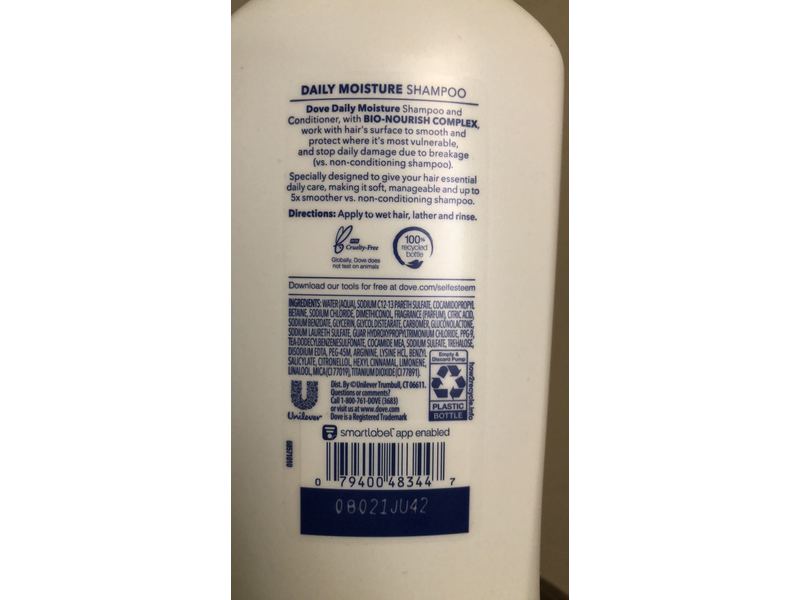 DAILY MOISTURE SHAMPOO
Dove Daily Moisture Shampoo and
Conditioner, with BIO-NOURISH COMPLEX,
work with hair's surface to smooth and
protect where it's most vulnerable,
and stop daily damage due to breakage
(vs. non-conditioning shampoo).
Specially designed to give your hair essential
daily care, making it soft, manageable and up to
5x smoother vs. non-conditioning shampoo.
Directions: Apply to wet hair, lather and rinse.
Cruelty-Free
Globally, Dove does
not test on animals
100%
recycled
bottle
Download our tools for free at dove.com/selfesteem
INGREDIENTS: WATER (AQUA), SODIUM C12-13 PARETH SULFATE, COCAMIDOPROPYL
BETAINE, SODIUM CHLORIDE, DIMETHICONOL, FRAGRANCE (PARFUM), CITRIC ACID,
SODIUM BENZOATE, GLYCERIN, GLYCOL DISTEARATE, CARBOMER, GLUCONOLACTONE,
SODIUM LAURETH SULFATE, GUAR HYDROXYPROPYLTRIMONIUM CHLORIDE, PPG-9,
TEA-DODECYLBENZENESULFONATE, COCAMIDE MEA, SODIUM SULFATE, TREHALOSE,
DISODIUM EDTA, PEG-45M, ARGININE, LYSINE HCL, BENZYL
SALICYLATE, CITRONELLOL, HEXYL CINNAMAL, LIMONENE,
LINALOOL, MICA (CI 77019), TITANIUM DIOXIDE (CI 77891).
Empty &
Discard Pump
PLASTIC
BOTTLE
how2recycle.info
Unilever
Dist. By ©Unilever Trumbull, CT 06611.
Questions or comments?
Call 1-800-761-DOVE (3683)
or visit us at www.dove.com
Dove is a Registered Trademark
smartlabel™ app enabled
0 79400 48344 7
08021JU42